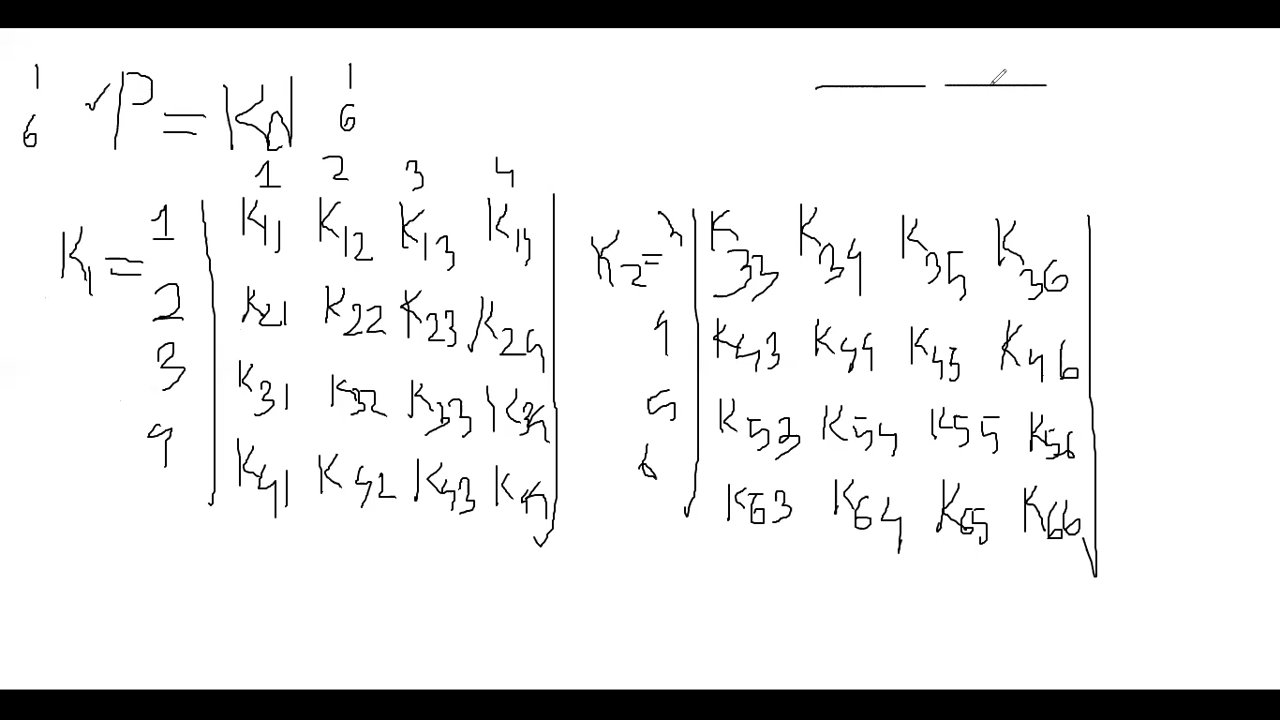 1 1
6 P = KΔ 6
1 2 3 4
K1 = 1 K11 K12 K13 K14 K2 = 3 K33 K34 K35 K36
2 K21 K22 K23 K24 4 K43 K44 K45 K46
3 K31 K32 K33 K34 5 K53 K54 K55 K56
4 K41 K42 K43 K44 6 K63 K64 K65 K66